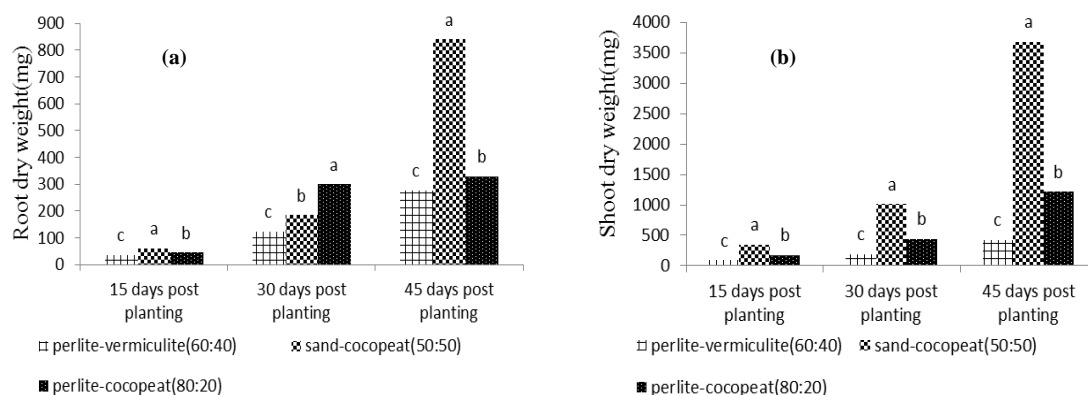 900
800
700
600
500
400
300
200
100
0
Root dry weight(mg)
(a)
c a b
c b a
c a b
15 days post planting
30 days post planting
45 days post planting
perlite-vermiculite(60:40)
sand-cocopeat(50:50)
perlite-cocopeat(80:20)
4000
3500
3000
2500
2000
1500
1000
500
0
Shoot dry weight(mg)
(b)
c a b
c a b
c a b
15 days post planting
30 days post planting
45 days post planting
perlite-vermiculite(60:40)
sand-cocopeat(50:50)
perlite-cocopeat(80:20)